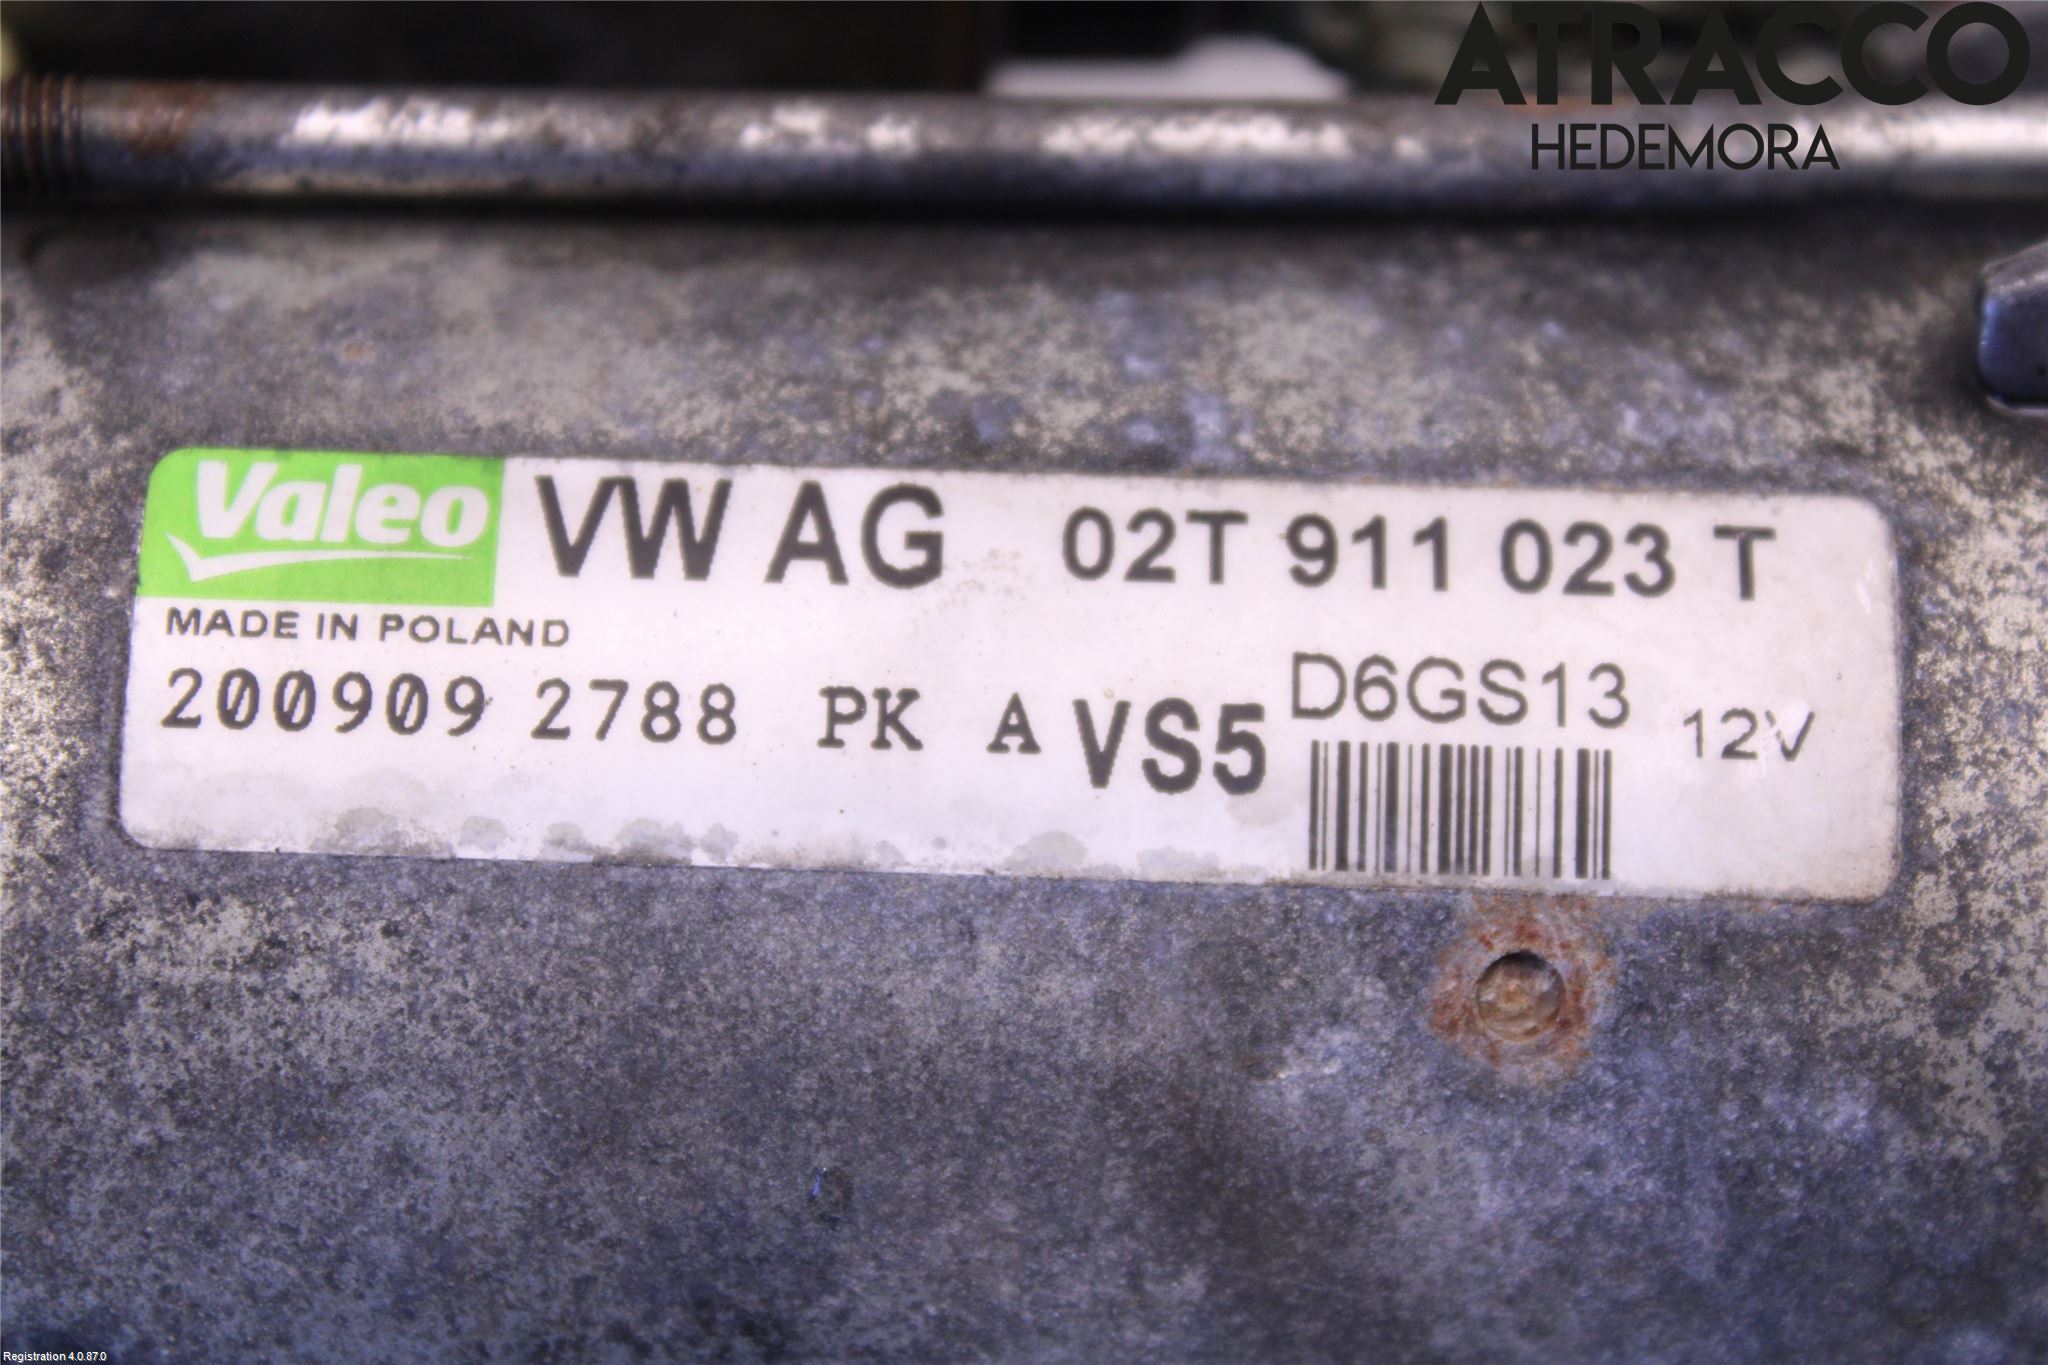 ATRACCO
HEDEMORA
Valeo VW AG 02T 911 023 T
MADE IN POLAND
200909 2788 PK A VS5 D6GS13 12V
Registration 4.0.87.0